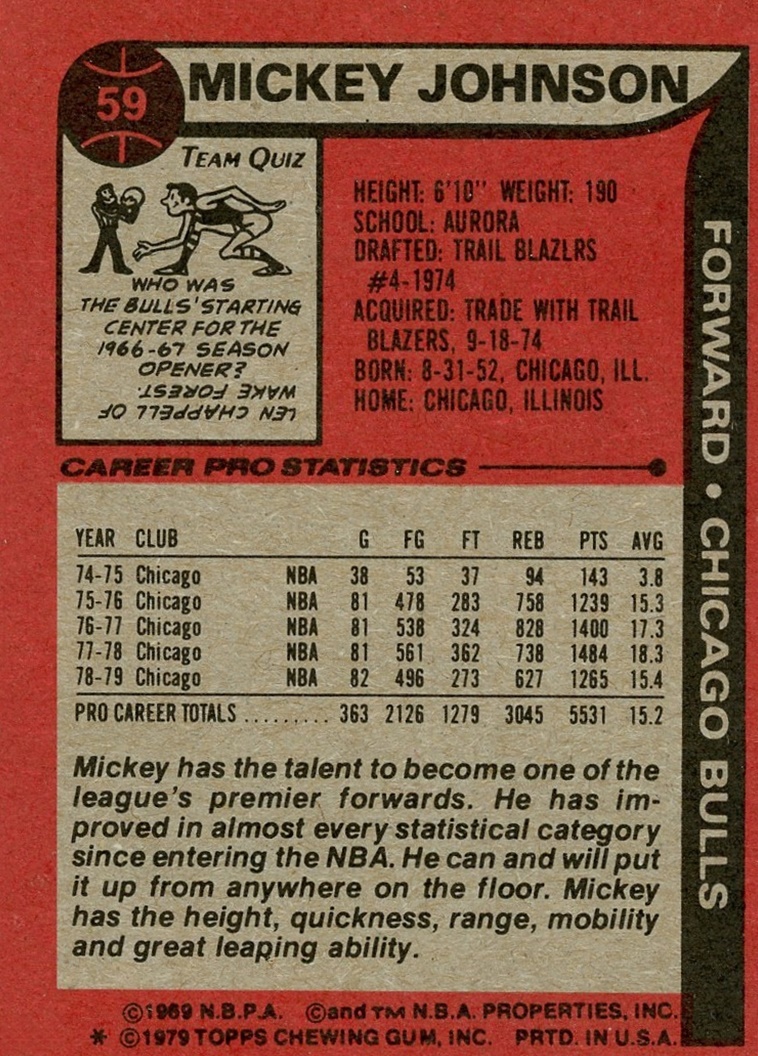 59
MICKEY JOHNSON
TEAM QUIZ
WHO WAS
THE BULLS' STARTING
CENTER FOR THE
1966-67 SEASON
OPENER?
LEN CHAPPELL OF
WAKE FOREST.
HEIGHT: 6'10" WEIGHT: 190
SCHOOL: AURORA
DRAFTED: TRAIL BLAZLRS
#4-1974
ACQUIRED: TRADE WITH TRAIL
BLAZERS, 9-18-74
BORN: 8-31-52, CHICAGO, ILL.
HOME: CHICAGO, ILLINOIS
FORWARD • CHICAGO BULLS
CAREER PRO STATISTICS
YEAR CLUB G FG FT REB PTS AVG
74-75 Chicago NBA 38 53 37 94 143 3.8
75-76 Chicago NBA 81 478 283 758 1239 15.3
76-77 Chicago NBA 81 538 324 828 1400 17.3
77-78 Chicago NBA 81 561 362 738 1484 18.3
78-79 Chicago NBA 82 496 273 627 1265 15.4
PRO CAREER TOTALS ......... 363 2126 1279 3045 5531 15.2
Mickey has the talent to become one of the
league's premier forwards. He has im-
proved in almost every statistical category
since entering the NBA. He can and will put
it up from anywhere on the floor. Mickey
has the height, quickness, range, mobility
and great leaping ability.
©1969 N.B.P.A. ©and TM N.B.A. PROPERTIES, INC.
* ©1979 TOPPS CHEWING GUM, INC. PRTD. IN U.S.A.